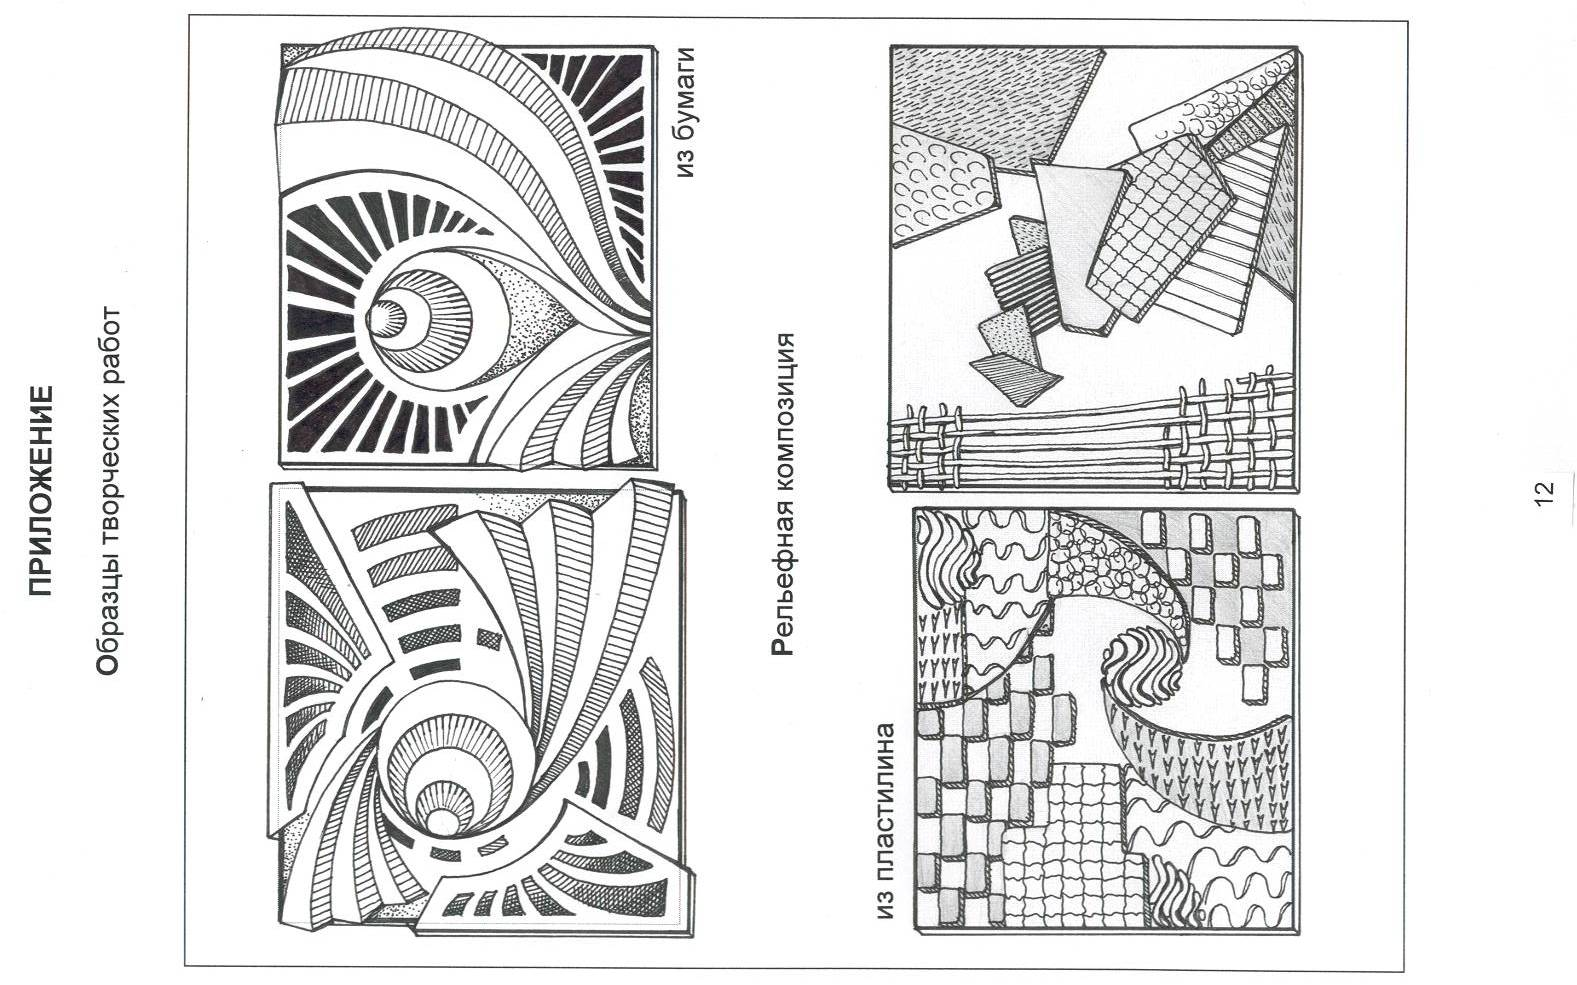 ПРИЛОЖЕНИЕ
Образцы творческих работ
из бумаги
Рельефная композиция
из пластилина
12